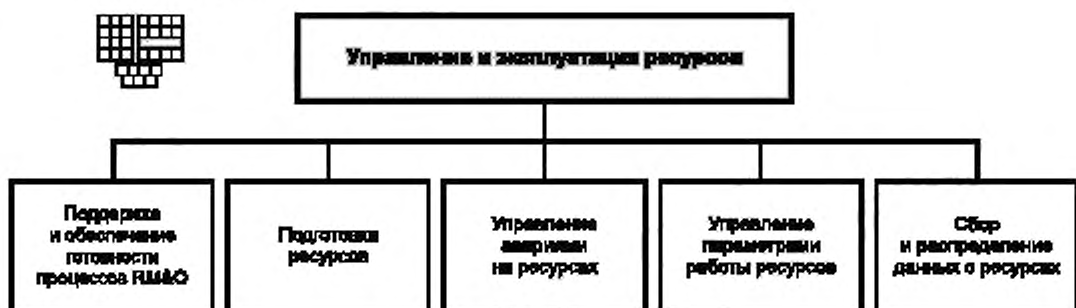 Управление и эксплуатация ресурсов
Поддержка
и обеспечение
готовности
процессов RM&O
Подготовка
ресурсов
Управление
авариями
на ресурсах
Управление
параметрами
работы ресурсов
Сбор
и распределение
данных о ресурсах